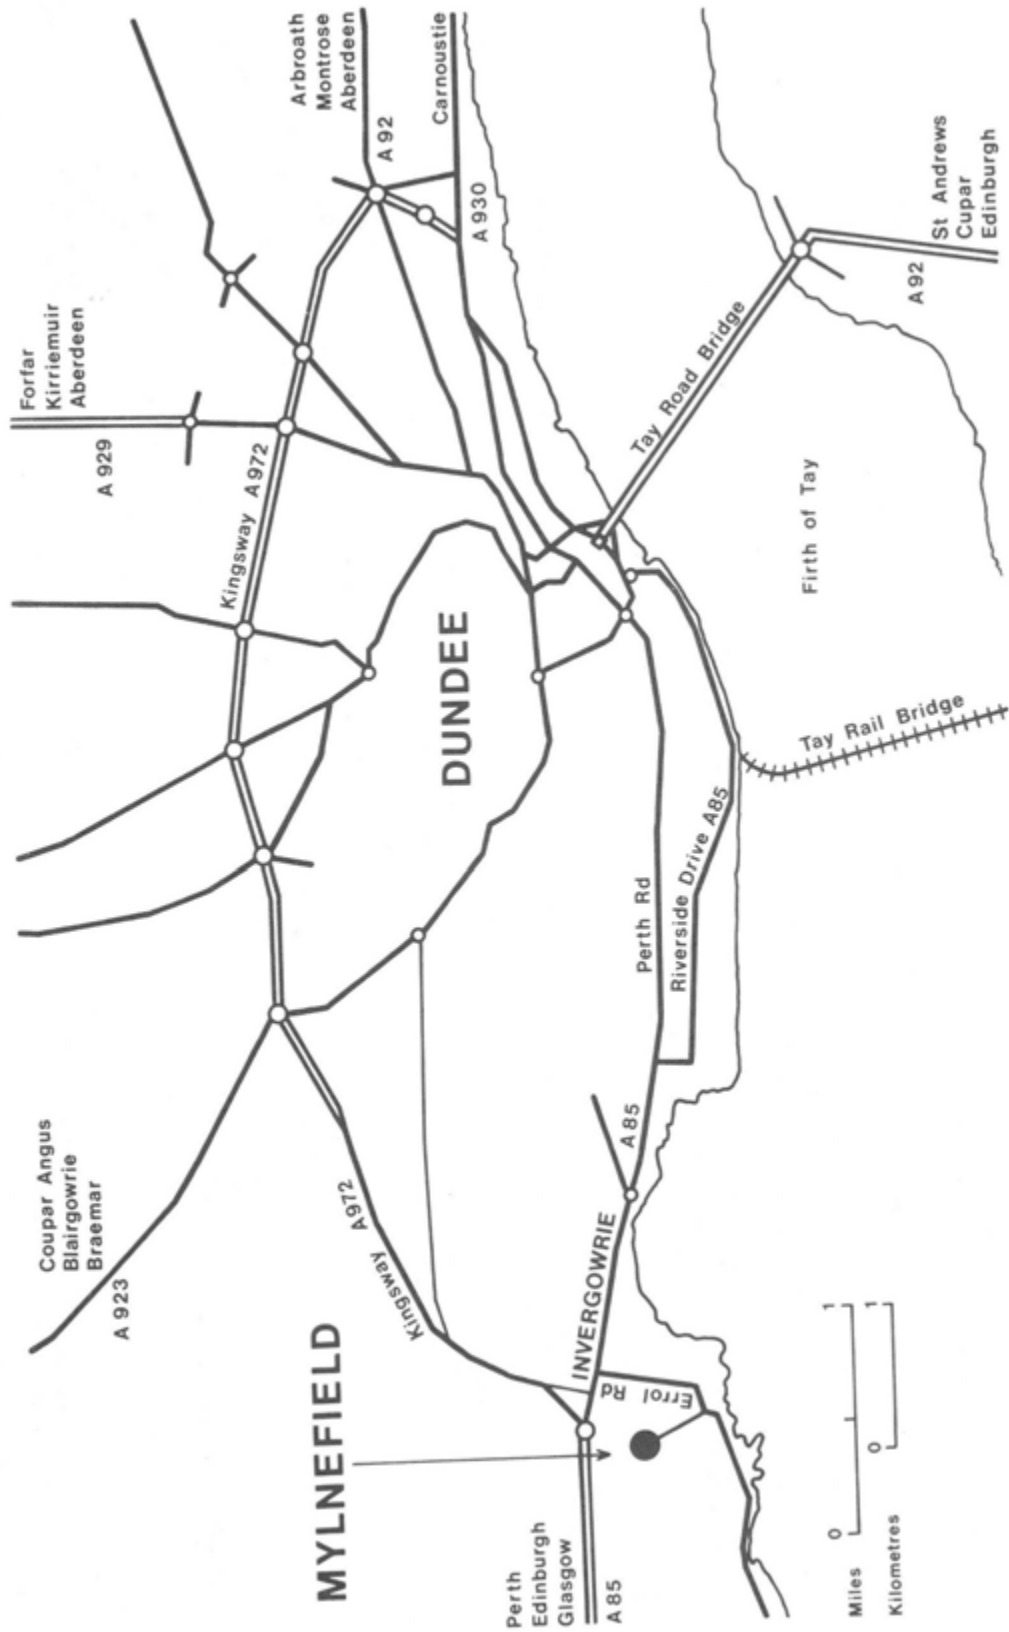 Coupar Angus
Blairgowrie
Braemar
A 923
Forfar
Kirriemuir
Aberdeen
A 929
Arbroath
Montrose
Aberdeen
A 92
Carnoustie
A 930
Kingsway A 972
Kingsway A972
DUNDEE
MYLNEFIELD
INVERGOWRIE
A 85
Perth Rd
Riverside Drive A85
Errol Rd
Perth
Edinburgh
Glasgow
A 85
Tay Road Bridge
Tay Rail Bridge
Firth of Tay
St Andrews
Cupar
Edinburgh
A 92
Miles 0 1
Kilometres 0 1